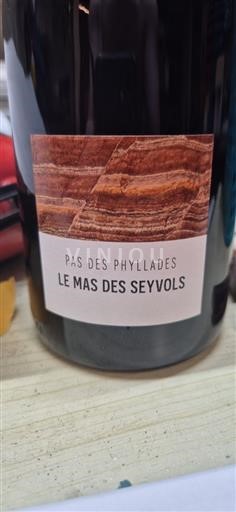 VINIOU
PAS DES PHYLLADES
LE MAS DES SEYVOLS